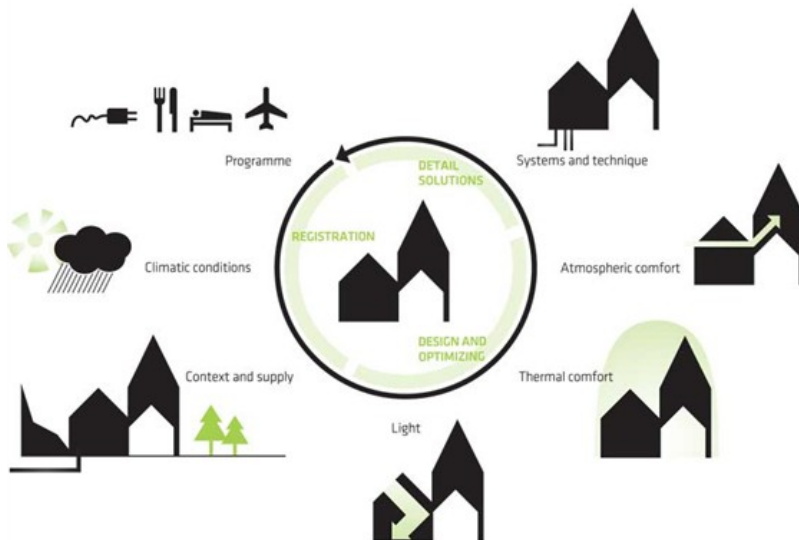 Programme
Systems and technique
DETAIL
SOLUTIONS
REGISTRATION
Climatic conditions
Atmospheric comfort
DESIGN AND
OPTIMIZING
Context and supply
Thermal comfort
Light